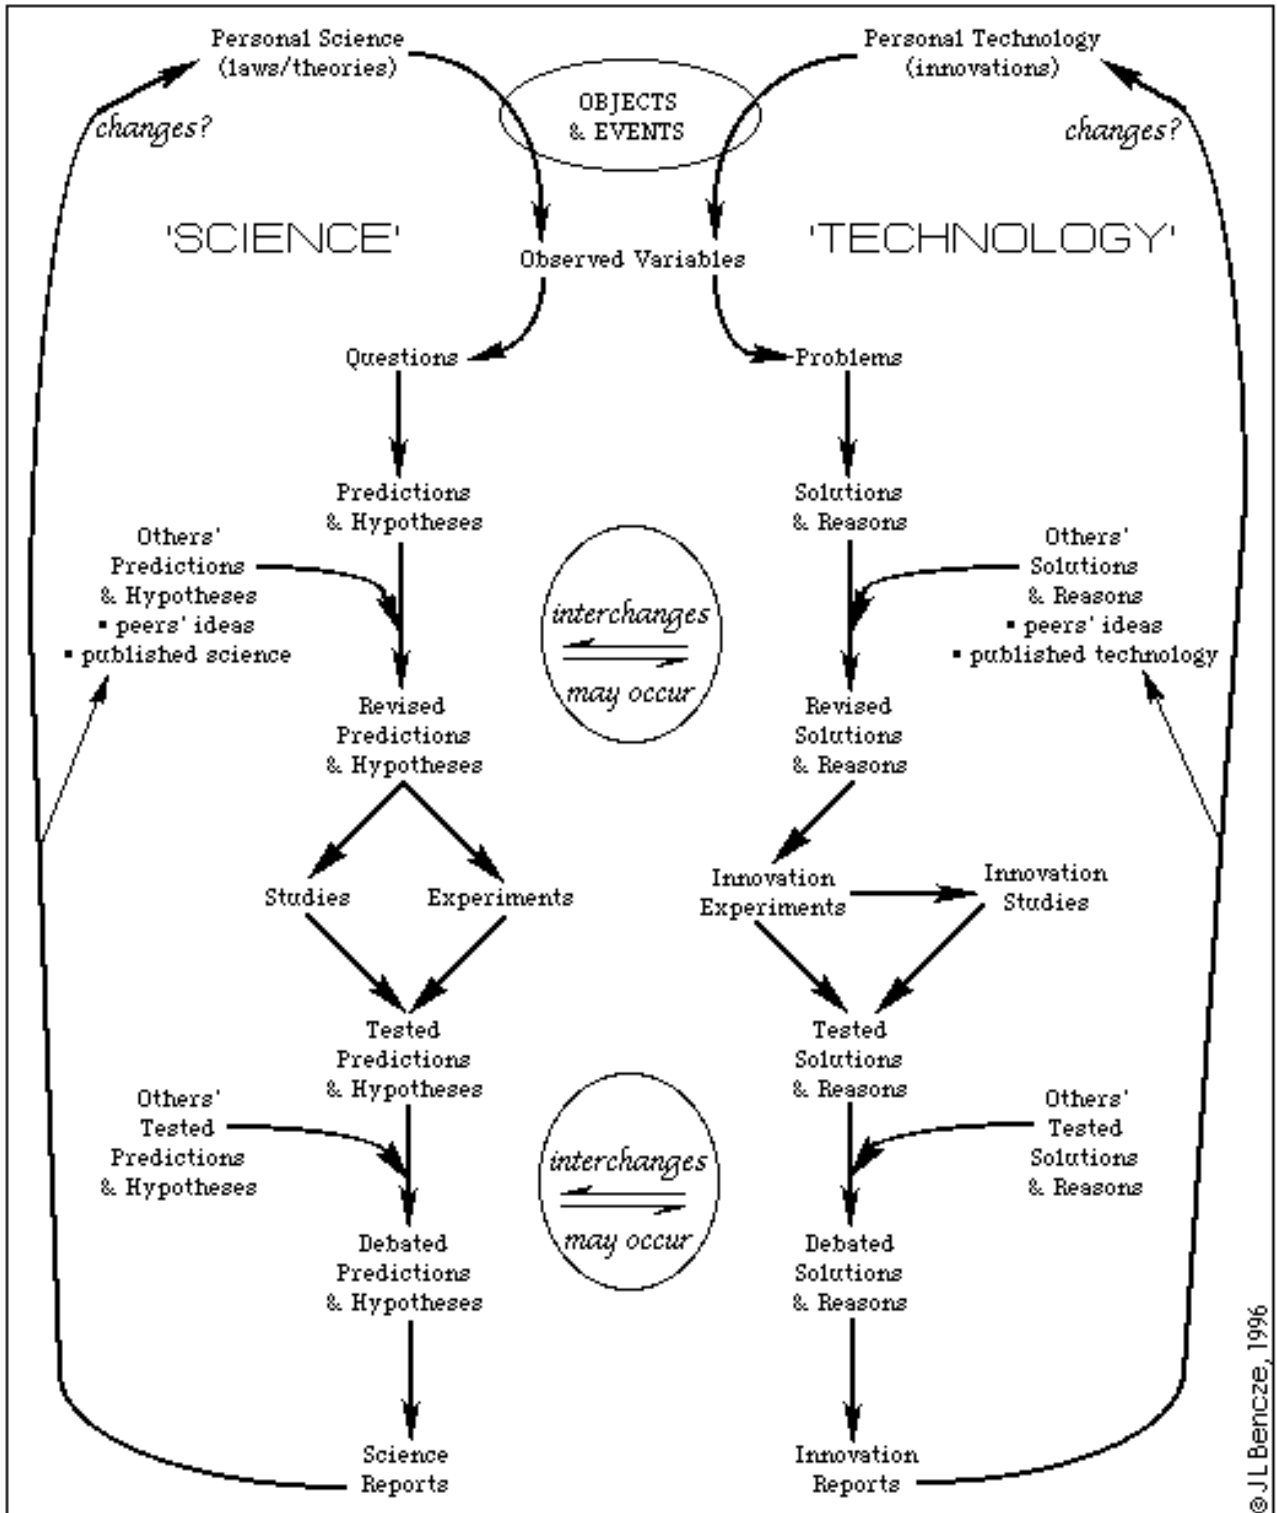 Personal Science
(laws/theories)
Personal Technology
(innovations)
OBJECTS
& EVENTS
changes?
changes?
'SCIENCE'
'TECHNOLOGY'
Observed Variables
Questions
Problems
Predictions
& Hypotheses
Solutions
& Reasons
Others'
Predictions
& Hypotheses
▪ peers' ideas
▪ published science
Others'
Solutions
& Reasons
▪ peers' ideas
▪ published technology
interchanges
may occur
Revised
Predictions
& Hypotheses
Revised
Solutions
& Reasons
Studies
Experiments
Innovation
Experiments
Innovation
Studies
Tested
Predictions
& Hypotheses
Tested
Solutions
& Reasons
Others'
Tested
Predictions
& Hypotheses
Others'
Tested
Solutions
& Reasons
interchanges
may occur
Debated
Predictions
& Hypotheses
Debated
Solutions
& Reasons
Science
Reports
Innovation
Reports
© J L Bencze, 1996